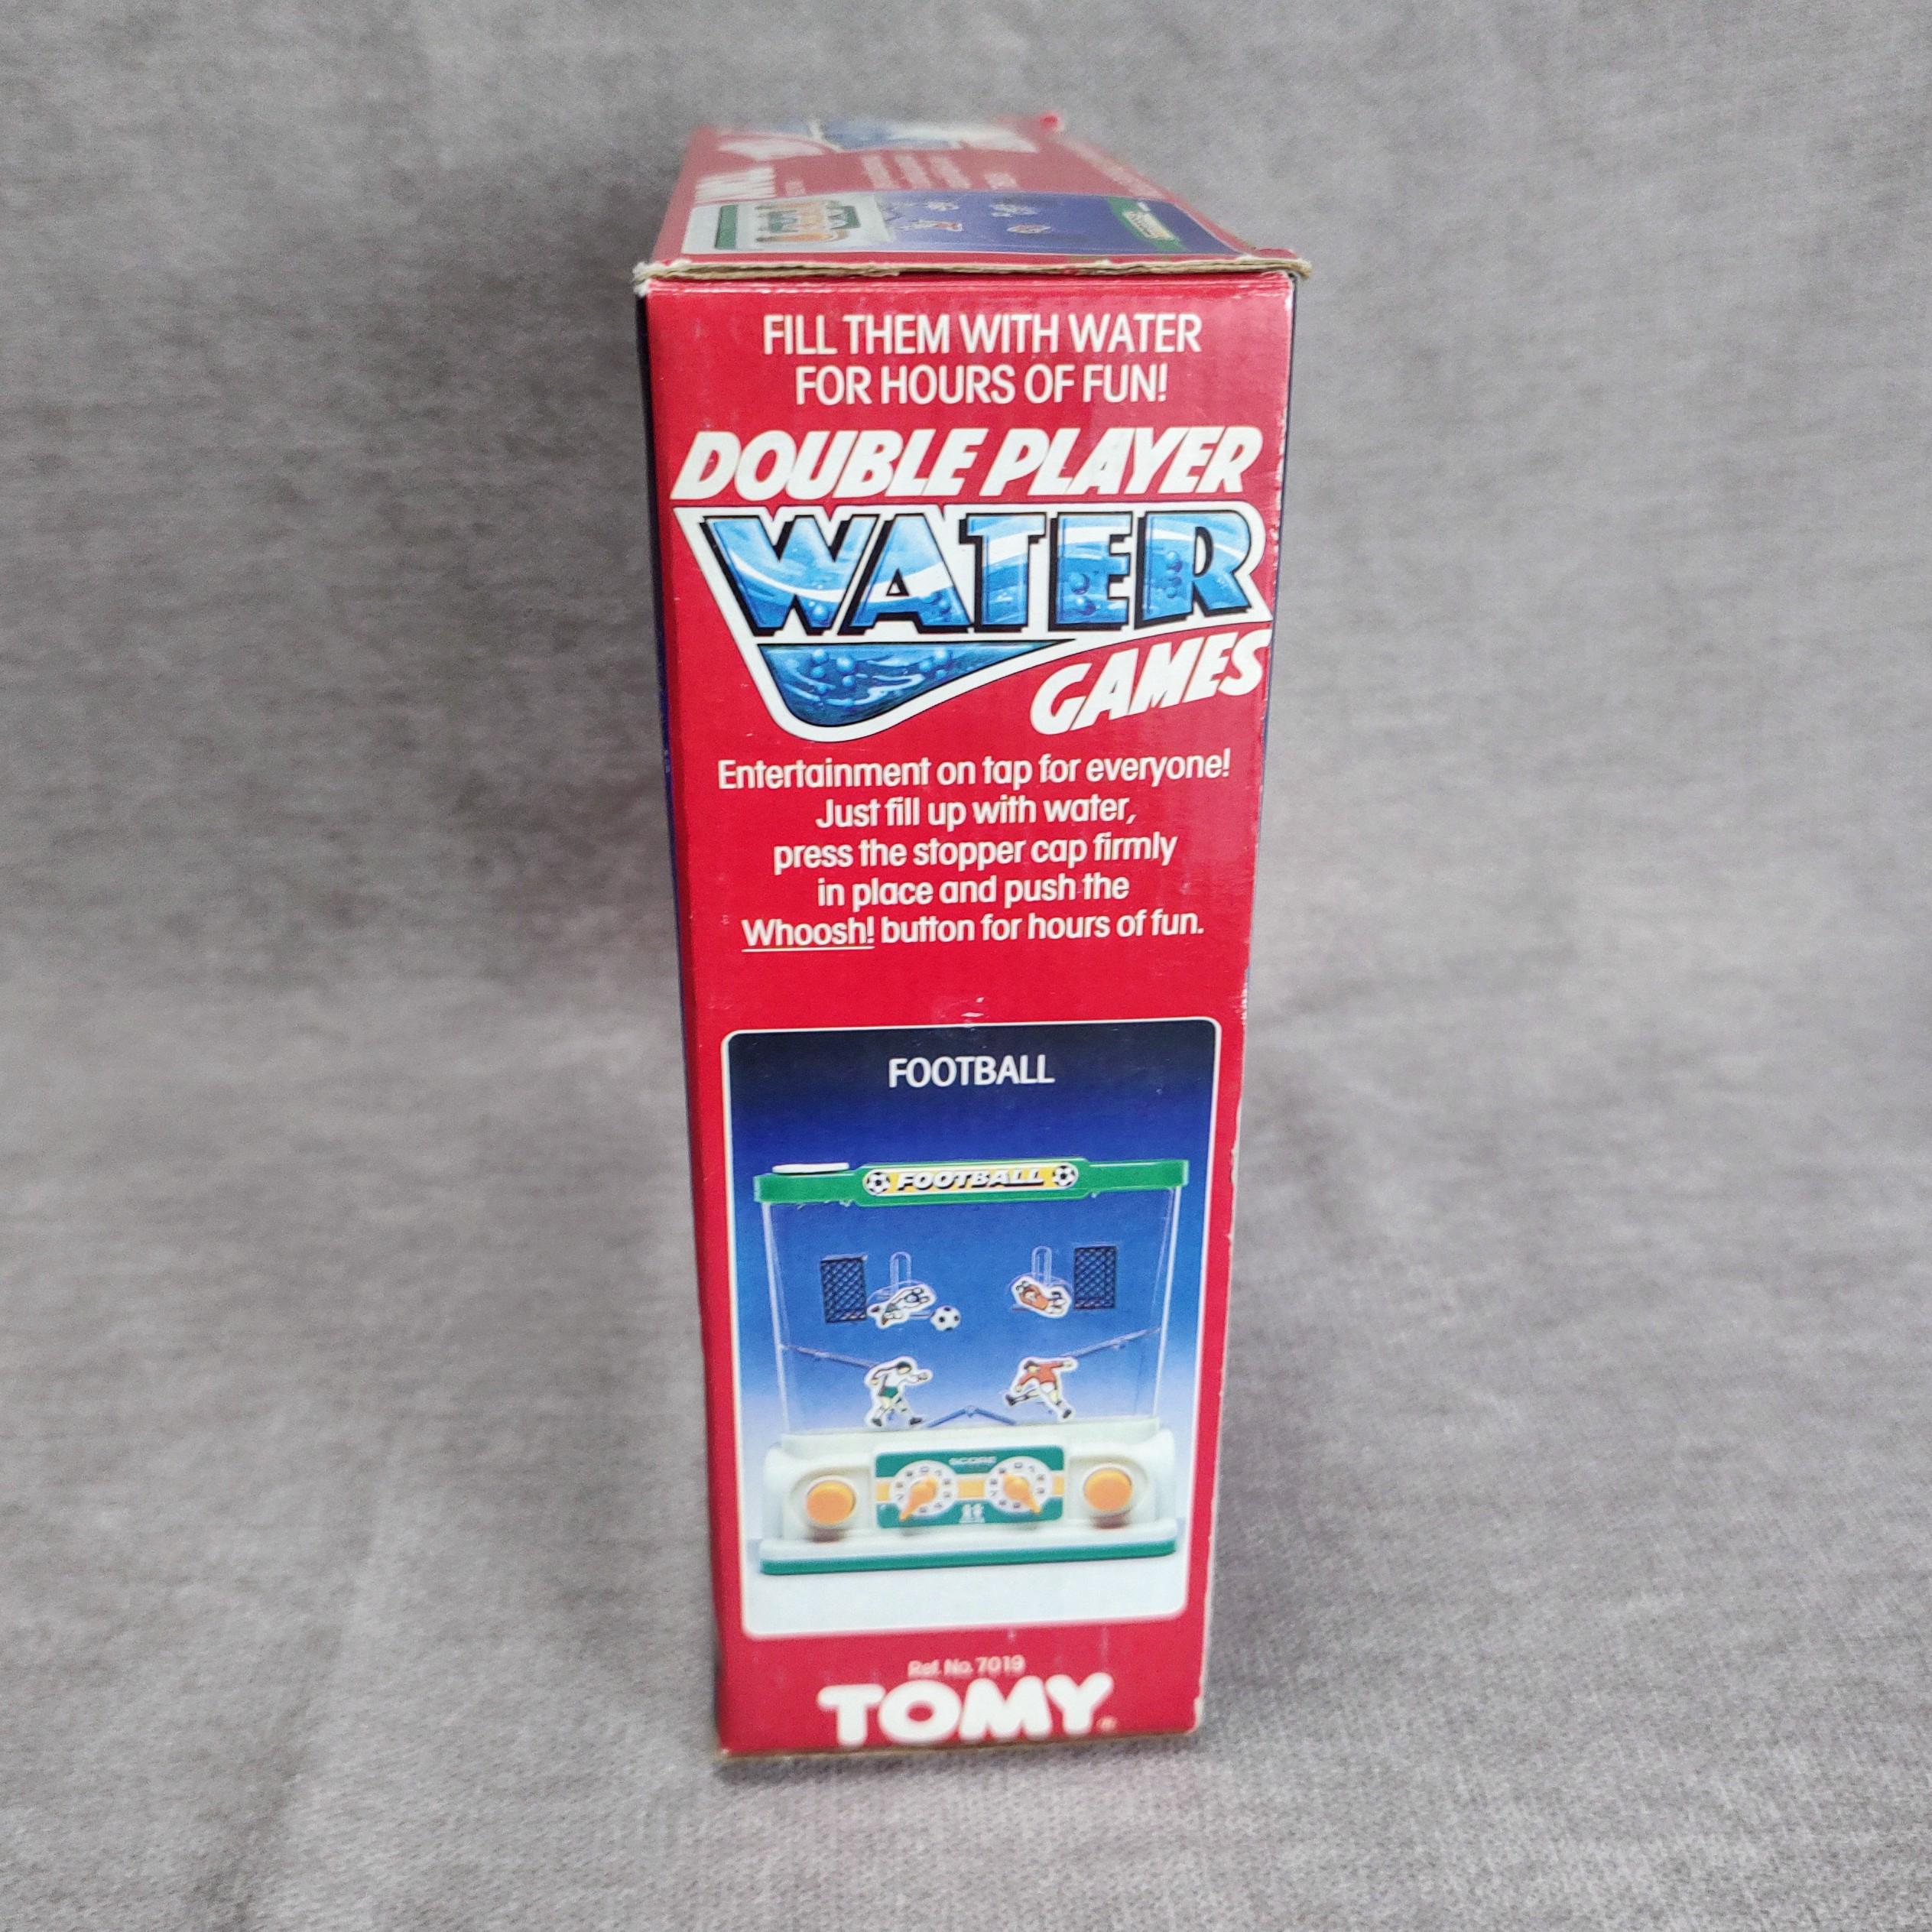 FILL THEM WITH WATER
FOR HOURS OF FUN!
DOUBLE PLAYER
WATER
GAMES
Entertainment on tap for everyone!
Just fill up with water,
press the stopper cap firmly
in place and push the
Whoosh! button for hours of fun.
FOOTBALL
FOOTBALL
SCORE
Ref. No. 7019
TOMY